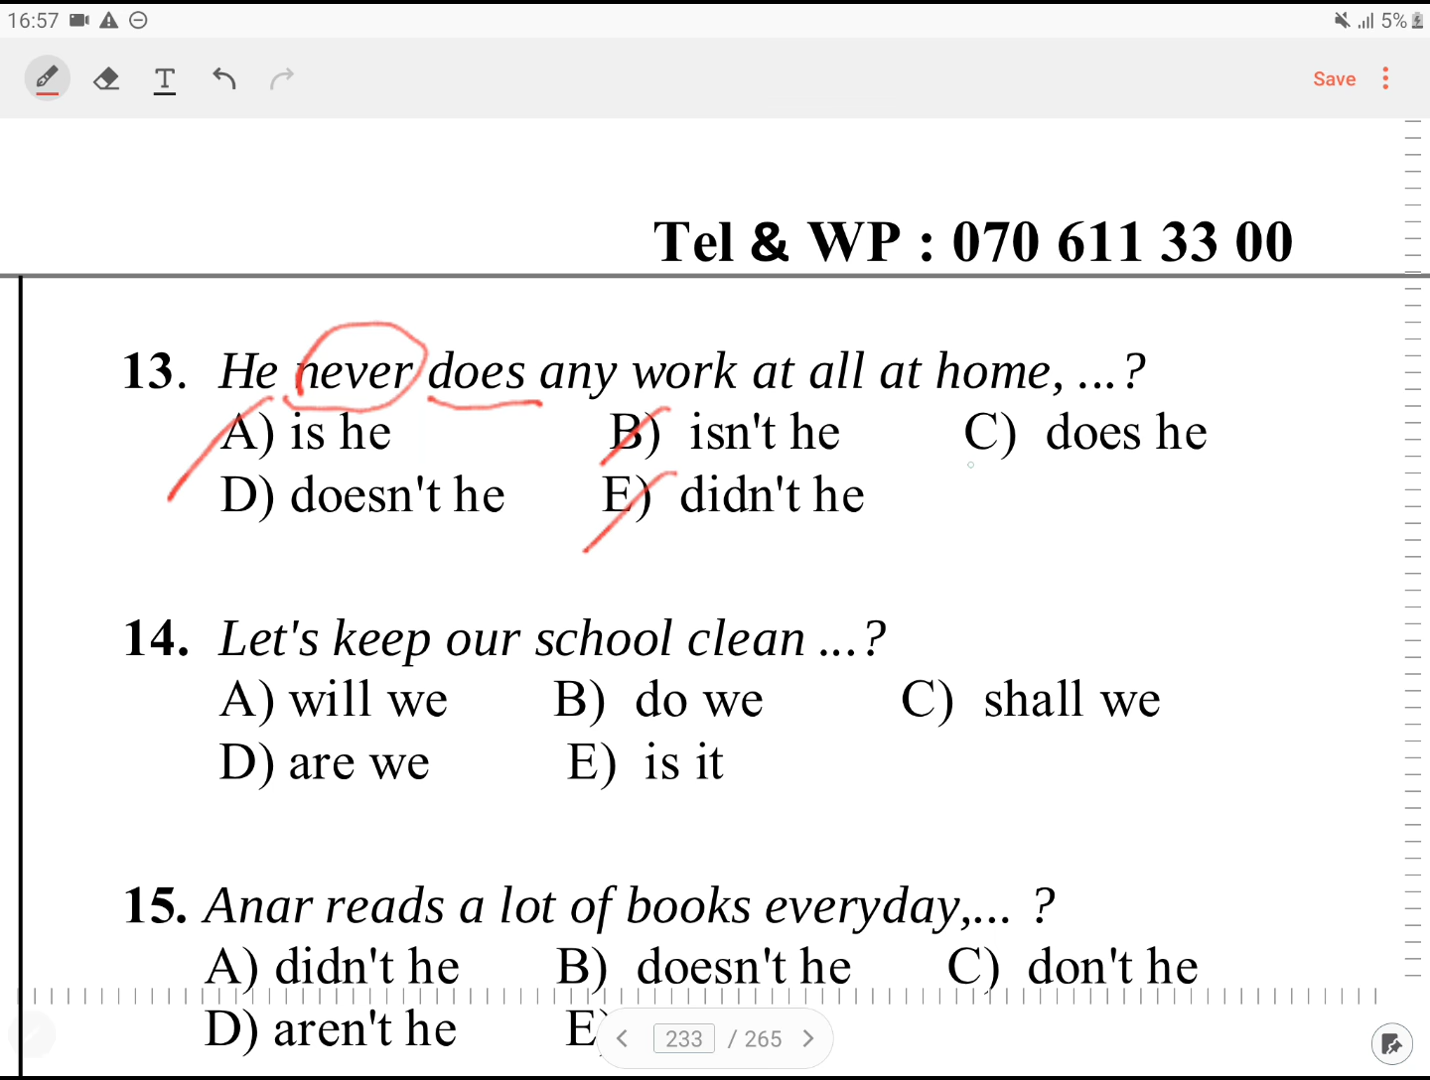 16:57 5%
T Save
Tel & WP : 070 611 33 00
13. He never does any work at all at home, ...?
A) is he B) isn't he C) does he
D) doesn't he E) didn't he
14. Let's keep our school clean ...?
A) will we B) do we C) shall we
D) are we E) is it
15. Anar reads a lot of books everyday,... ?
A) didn't he B) doesn't he C) don't he
D) aren't he E)
233 / 265